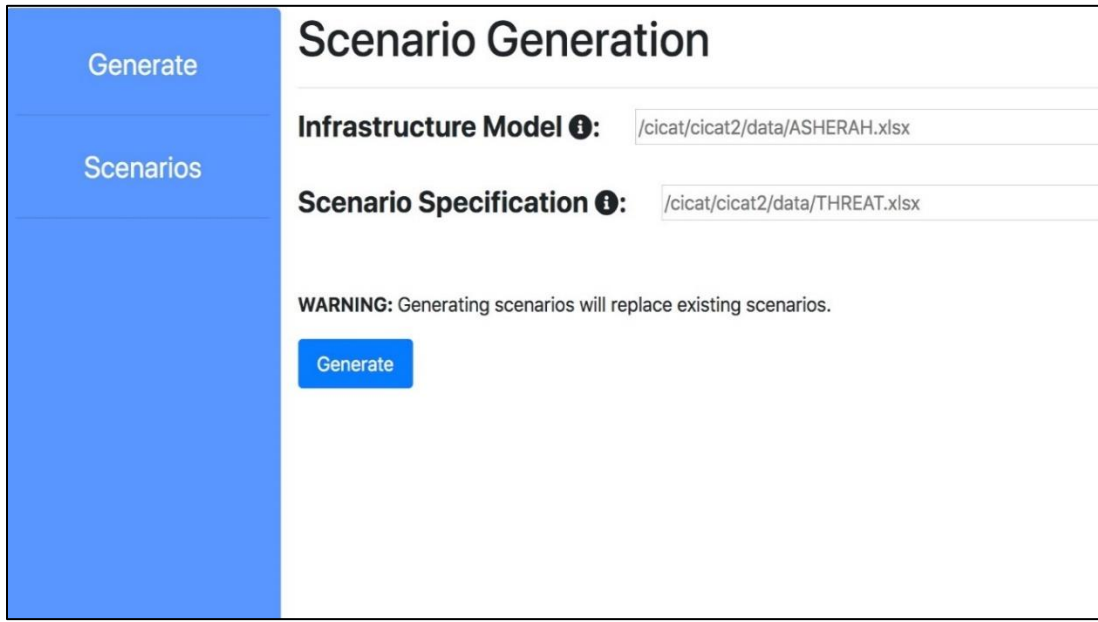 Generate
Scenarios
Scenario Generation
Infrastructure Model i: /cicat/cicat2/data/ASHERAH.xlsx
Scenario Specification i: /cicat/cicat2/data/THREAT.xlsx
WARNING: Generating scenarios will replace existing scenarios.
Generate